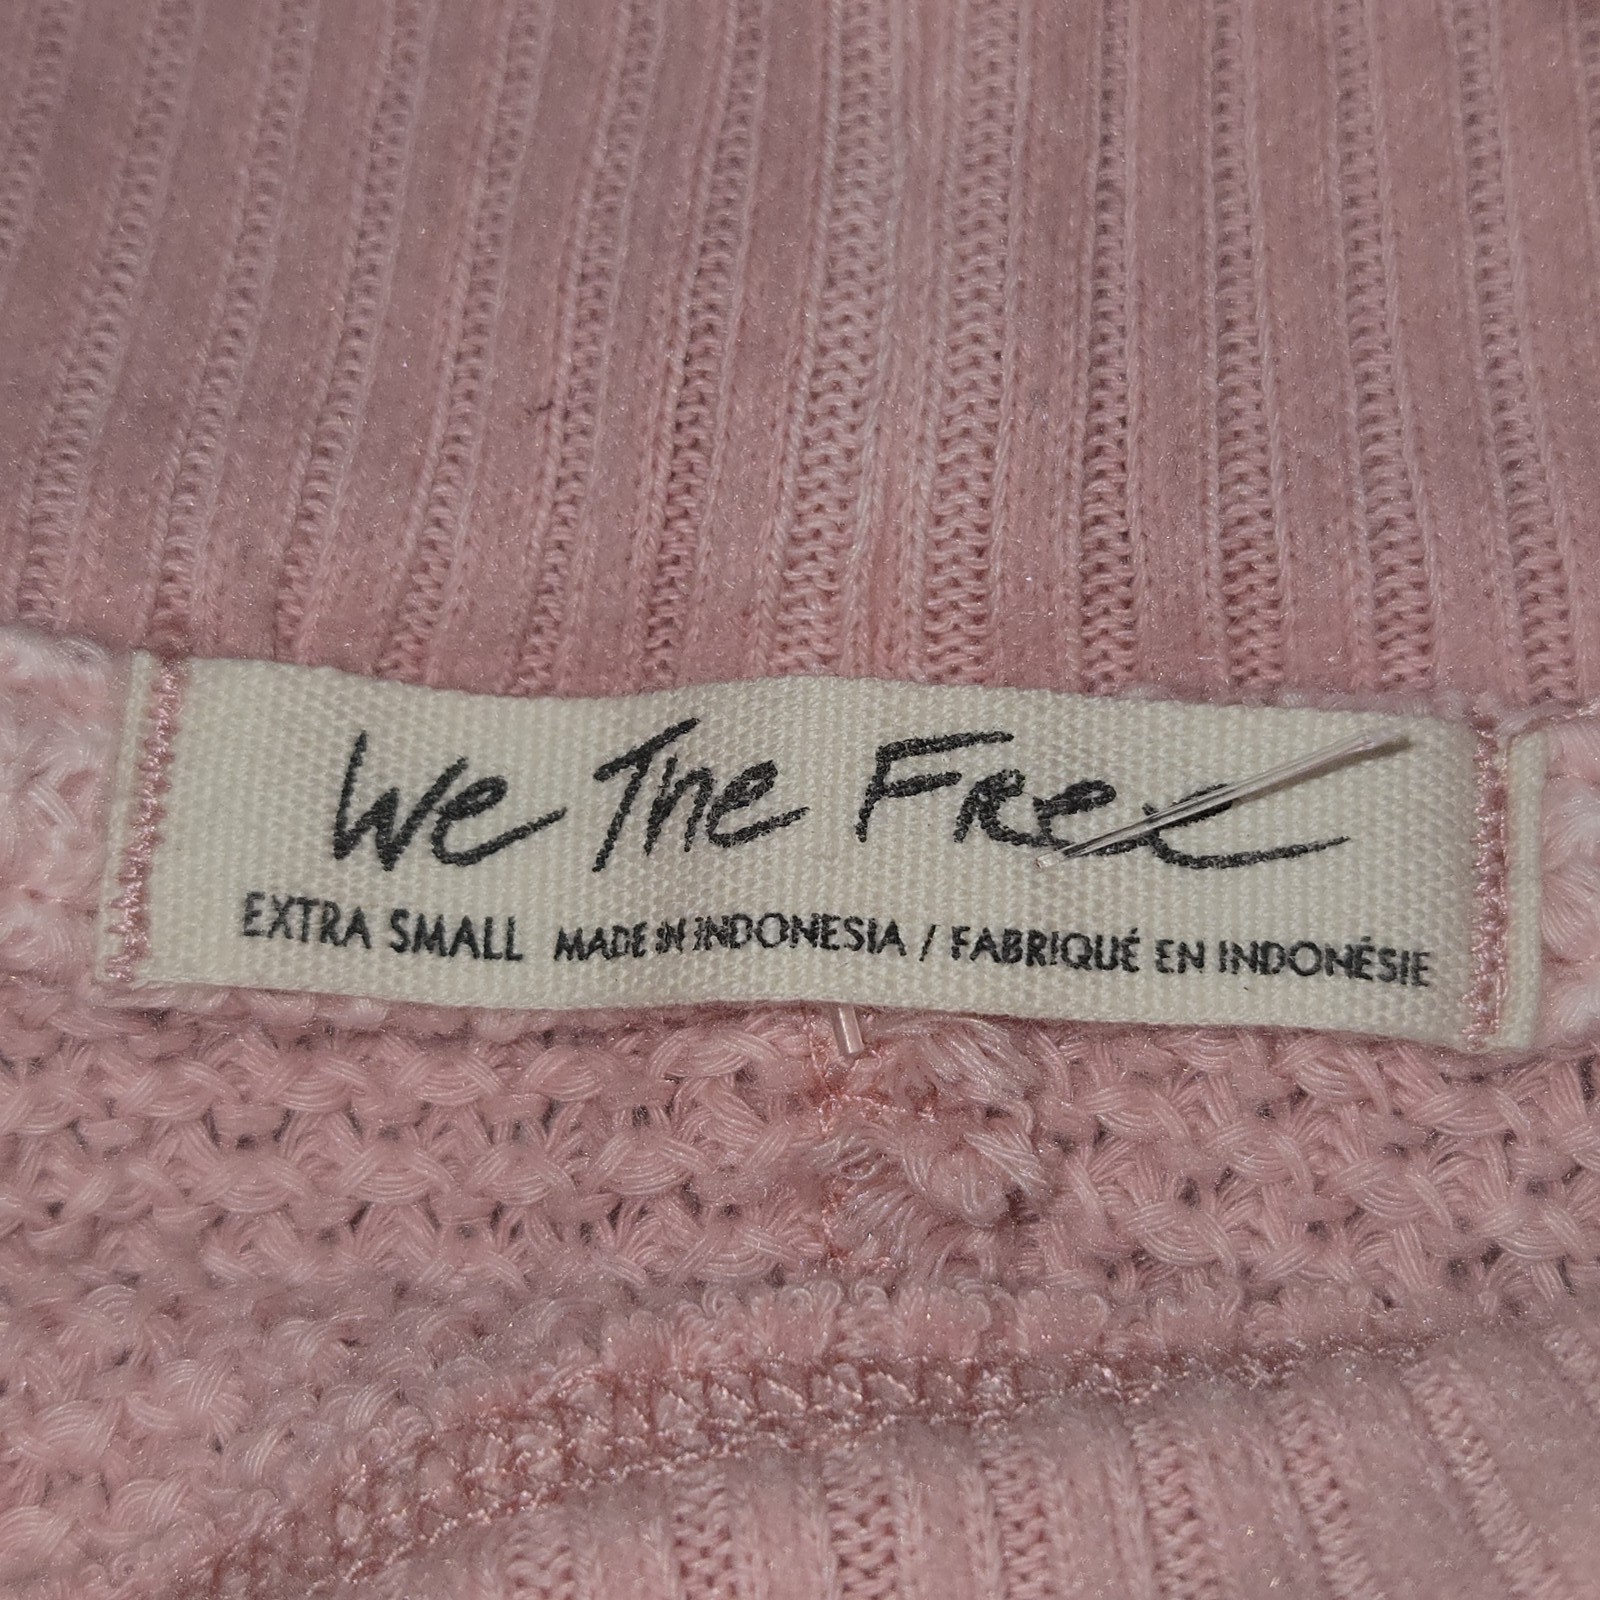 We The Free
EXTRA SMALL MADE IN INDONESIA / FABRIQUÉ EN INDONÉSIE